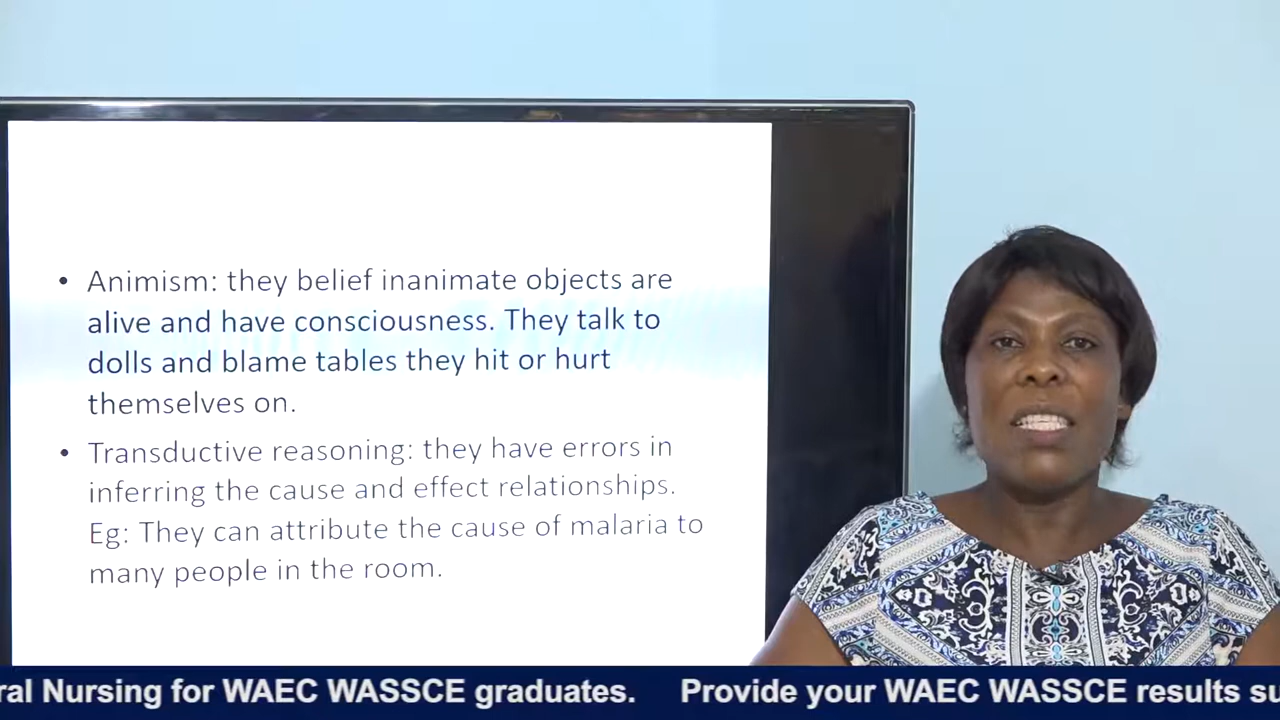 • Animism: they belief inanimate objects are
alive and have consciousness. They talk to
dolls and blame tables they hit or hurt
themselves on.
• Transductive reasoning: they have errors in
inferring the cause and effect relationships.
Eg: They can attribute the cause of malaria to
many people in the room.
ral Nursing for WAEC WASSCE graduates. Provide your WAEC WASSCE results su